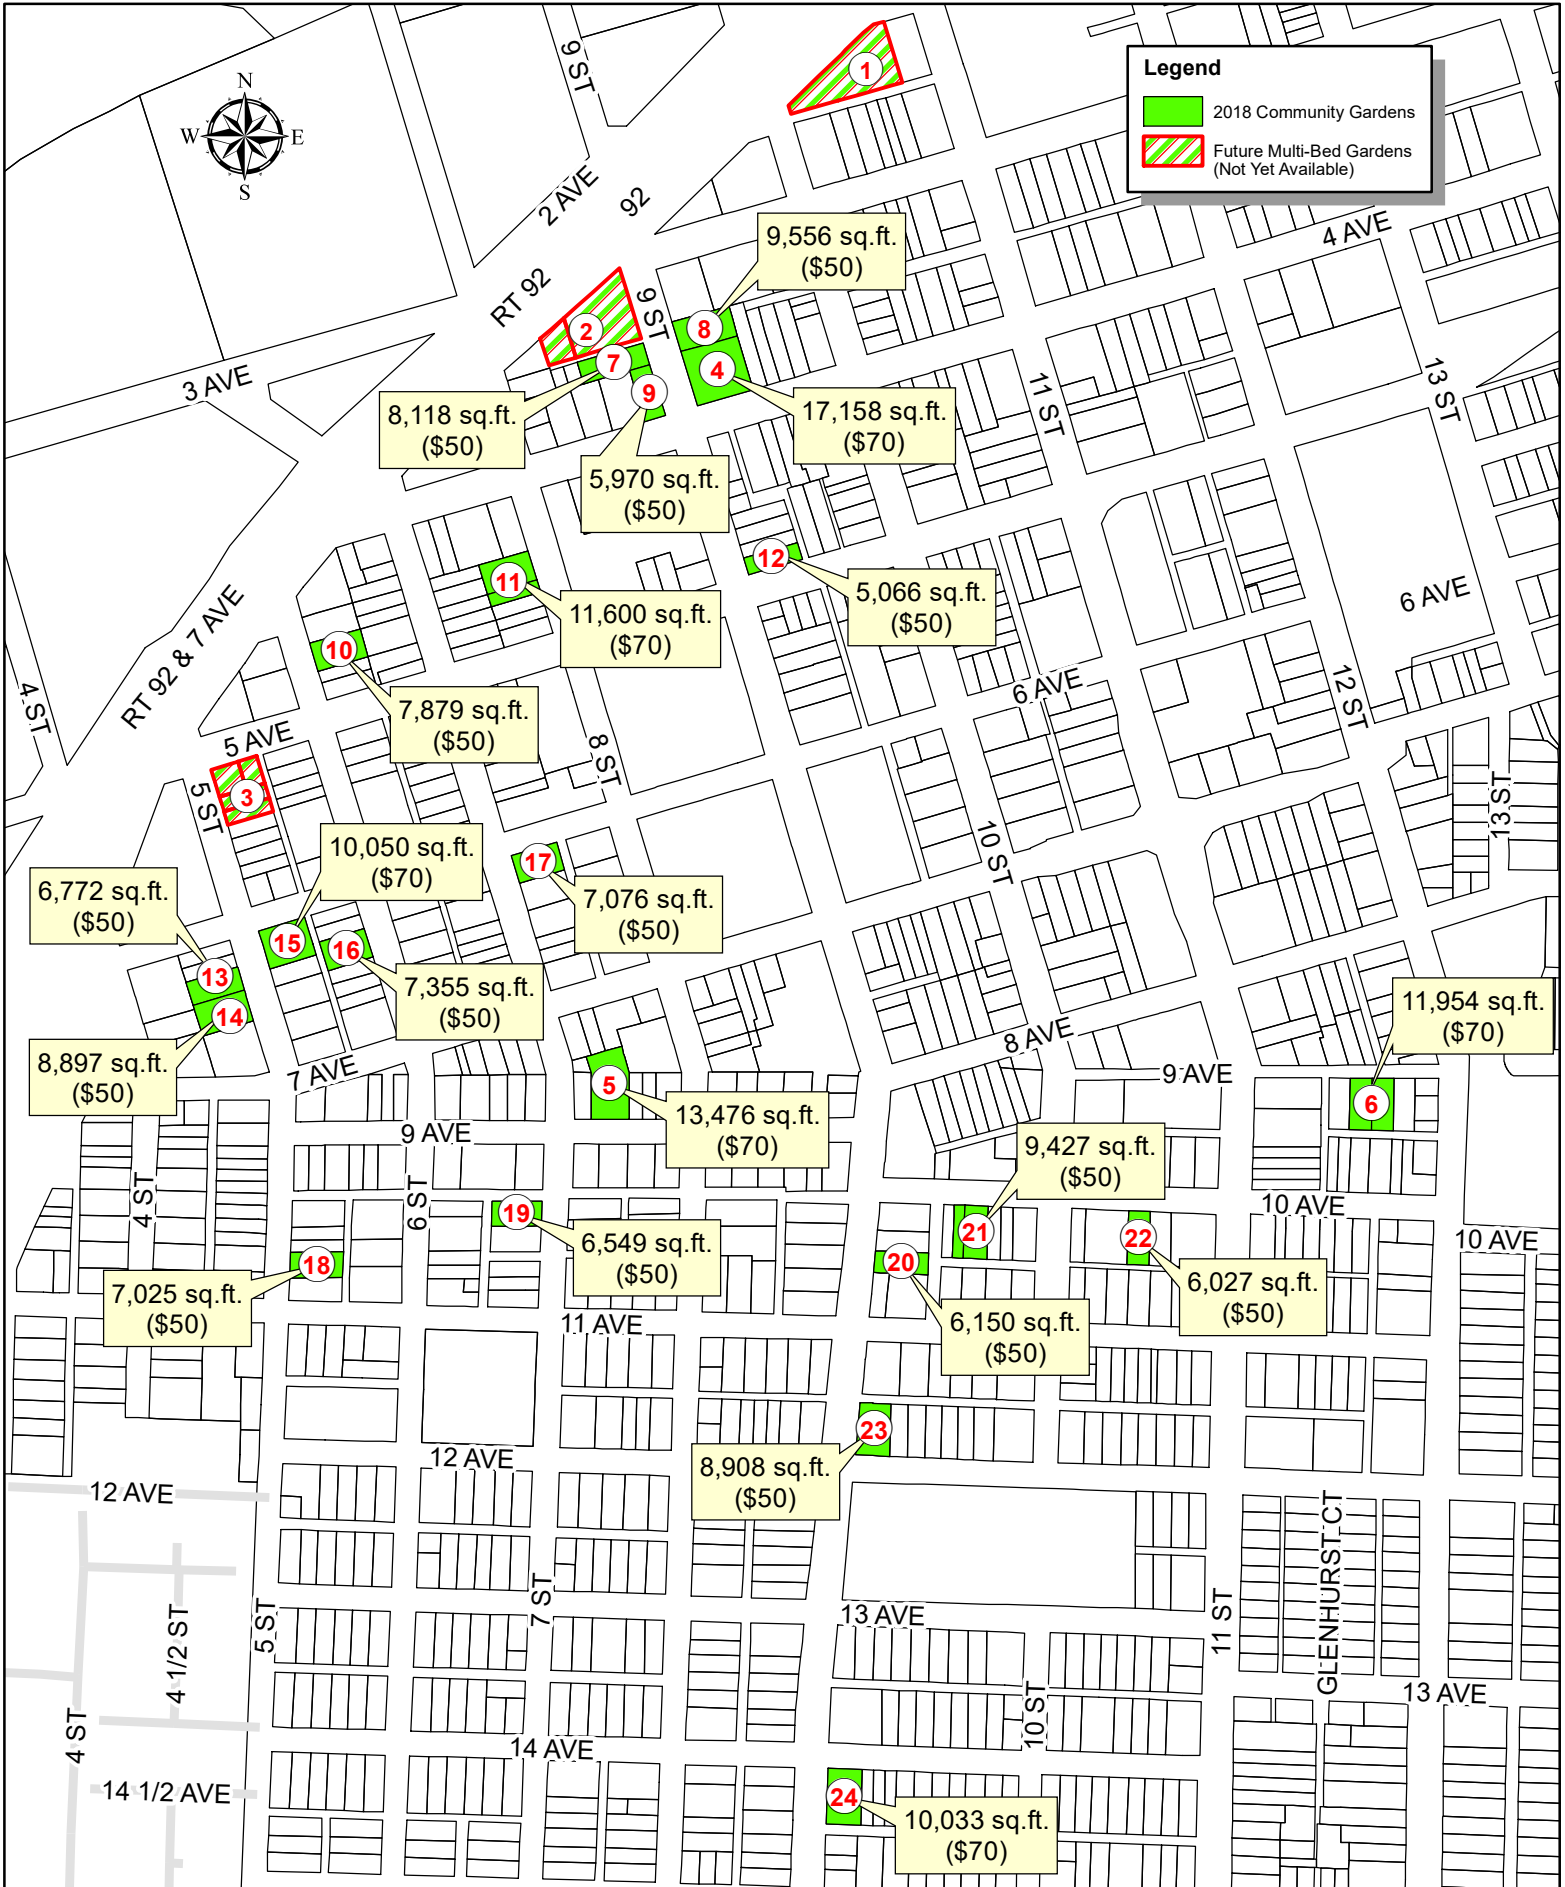 9 ST
1
Legend
2018 Community Gardens
Future Multi-Bed Gardens
(Not Yet Available)
N
W
E
S
2 AVE
92
4 AVE
9,556 sq.ft.
($50)
RT 92
9 ST
2
8
7
4
9
3 AVE
8,118 sq.ft.
($50)
17,158 sq.ft.
($70)
11 ST
13 ST
5,970 sq.ft.
($50)
12
11
5,066 sq.ft.
($50)
6 AVE
11,600 sq.ft.
($70)
RT 92 & 7 AVE
10
4 ST
7,879 sq.ft.
($50)
6 AVE
12 ST
5 AVE
8 ST
3
5 ST
13 ST
10,050 sq.ft.
($70)
17
10 ST
6,772 sq.ft.
($50)
7,076 sq.ft.
($50)
15
16
13
7,355 sq.ft.
($50)
14
11,954 sq.ft.
($70)
8 AVE
8,897 sq.ft.
($50)
7 AVE
9 AVE
5
6
13,476 sq.ft.
($70)
9 AVE
9,427 sq.ft.
($50)
4 ST
6 ST
10 AVE
19
21
22
10 AVE
6,549 sq.ft.
($50)
18
20
7,025 sq.ft.
($50)
6,027 sq.ft.
($50)
11 AVE
6,150 sq.ft.
($50)
23
12 AVE
8,908 sq.ft.
($50)
12 AVE
GLENHURST CT
7 ST
13 AVE
11 ST
5 ST
4 1/2 ST
13 AVE
10 ST
4 ST
14 AVE
14 1/2 AVE
24
10,033 sq.ft.
($70)